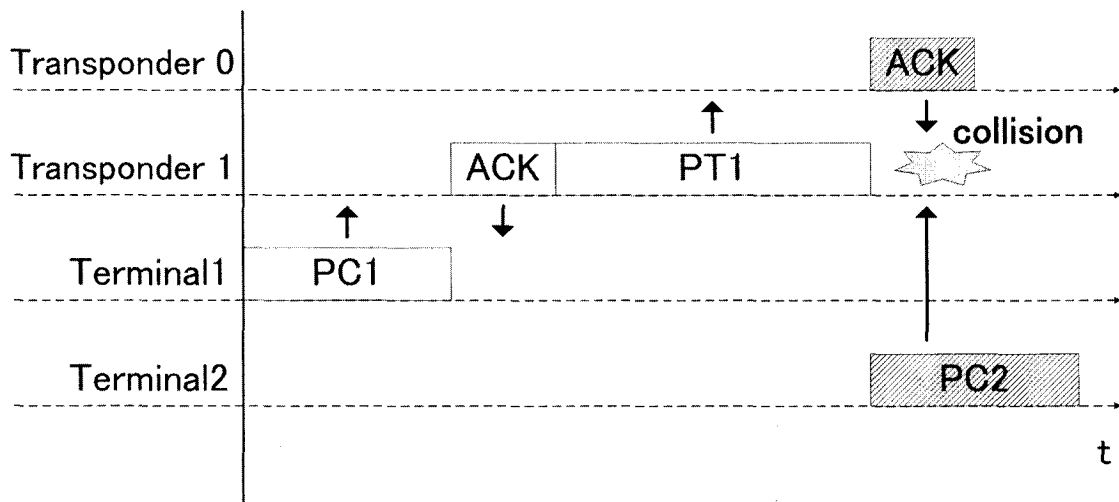 Transponder 0
ACK
collision
Transponder 1
ACK
PT1
Terminal1
PC1
Terminal2
PC2
t